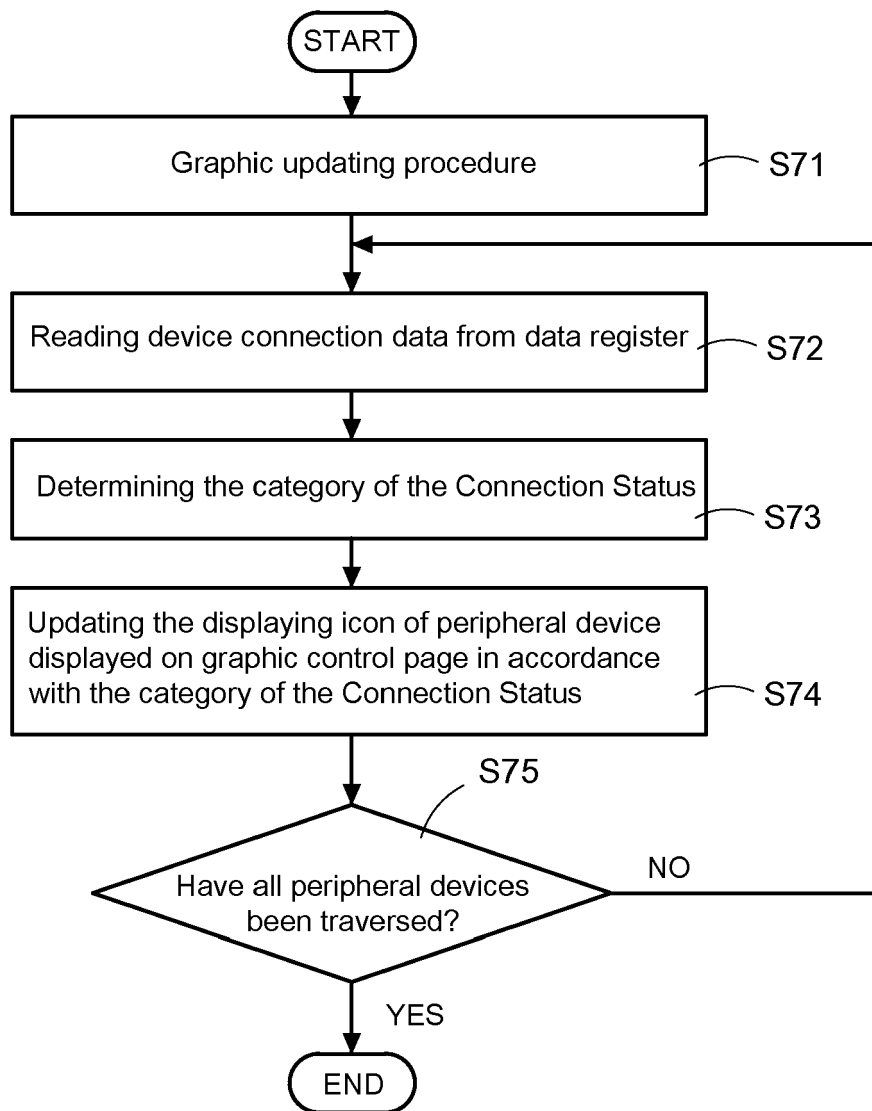 START
Graphic updating procedure
S71
Reading device connection data from data register
S72
Determining the category of the Connection Status
S73
Updating the displaying icon of peripheral device
displayed on graphic control page in accordance
with the category of the Connection Status
S74
S75
Have all peripheral devices
been traversed?
NO
YES
END